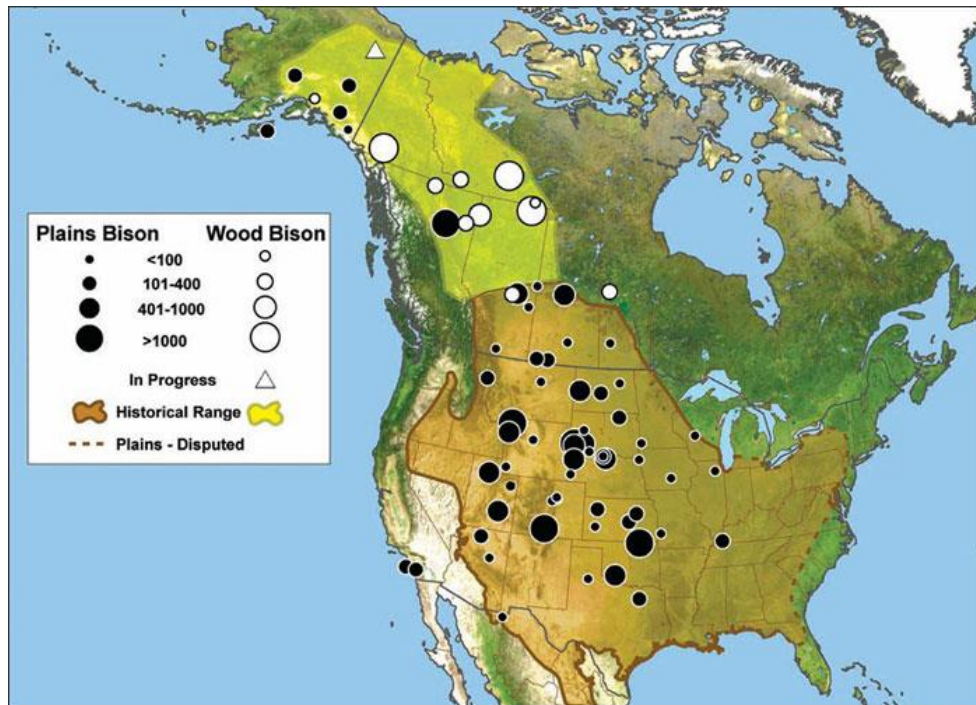 Plains Bison Wood Bison
<100
101-400
401-1000
>1000
In Progress
Historical Range
Plains - Disputed